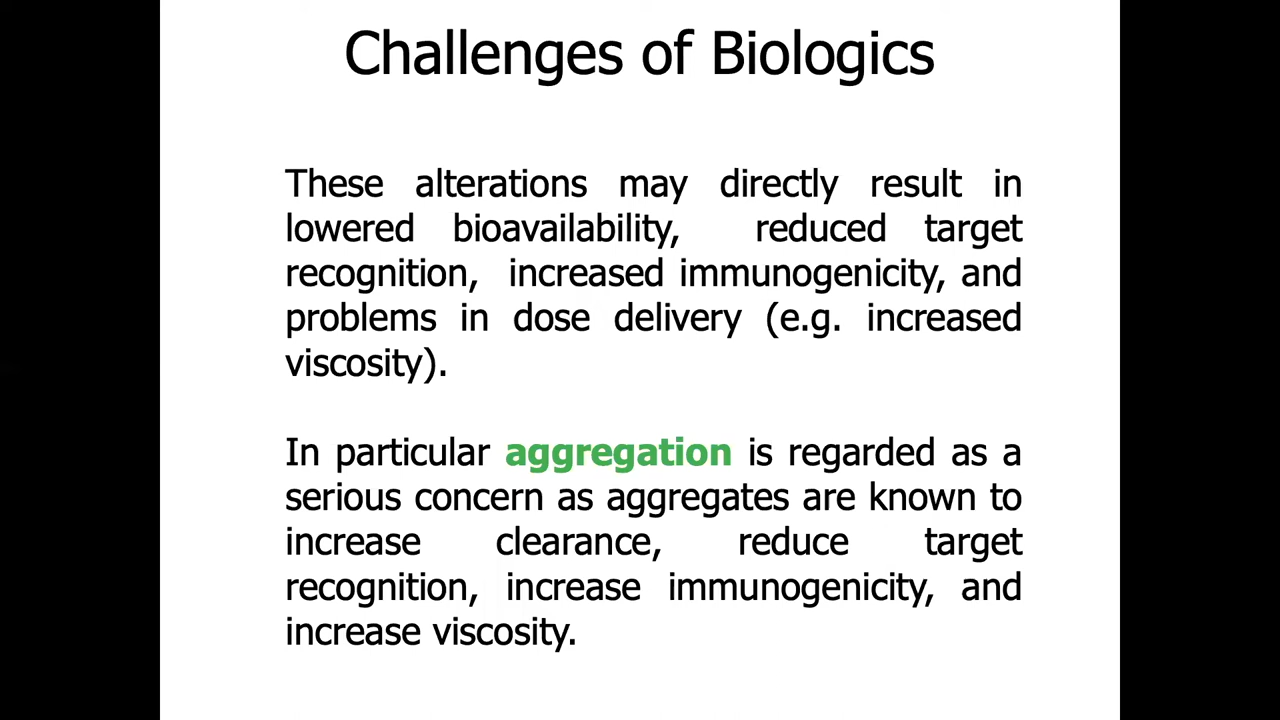 Challenges of Biologics
These alterations may directly result in
lowered bioavailability, reduced target
recognition, increased immunogenicity, and
problems in dose delivery (e.g. increased
viscosity).
In particular aggregation is regarded as a
serious concern as aggregates are known to
increase clearance, reduce target
recognition, increase immunogenicity, and
increase viscosity.